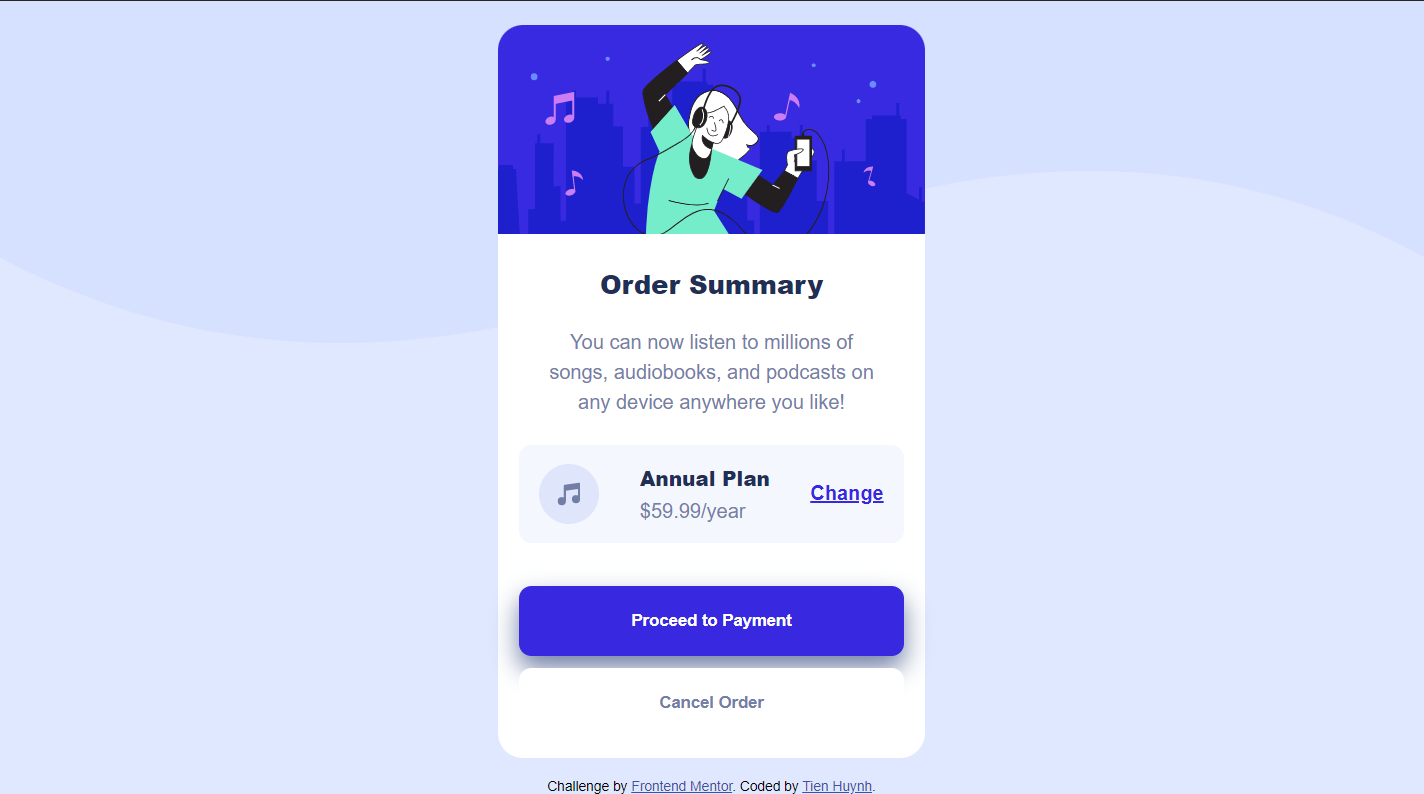 Order Summary
You can now listen to millions of
songs, audiobooks, and podcasts on
any device anywhere you like!
Annual Plan
$59.99/year
Change
Proceed to Payment
Cancel Order
Challenge by Frontend Mentor. Coded by Tien Huynh.